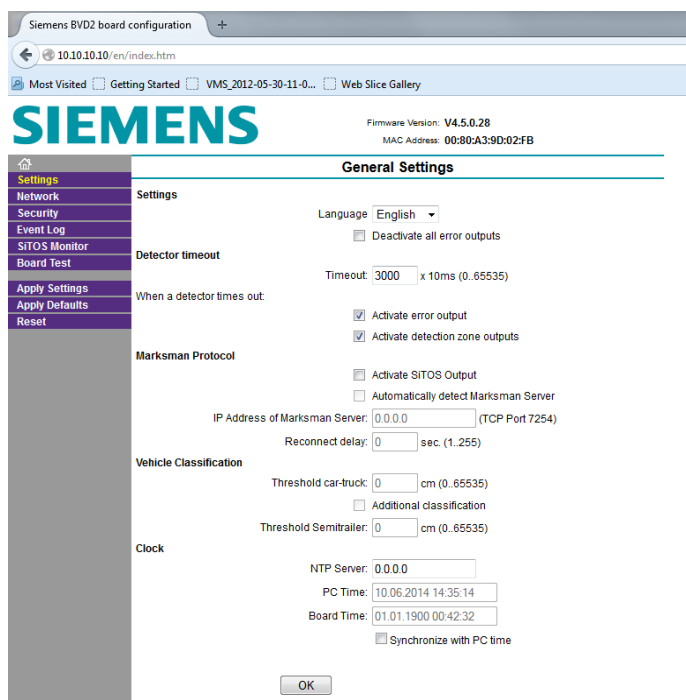 Siemens BVD2 board configuration
10.10.10.10/en/index.htm
Most Visited Getting Started VMS_2012-05-30-11-0... Web Slice Gallery
SIEMENS
Firmware Version: V4.5.0.28
MAC Address: 00:80:A3:9D:02:FB
General Settings
Settings
Network
Security
Event Log
SiTOS Monitor
Board Test
Apply Settings
Apply Defaults
Reset
Settings
Language English
Deactivate all error outputs
Detector timeout
Timeout: 3000 x 10ms (0..65535)
When a detector times out:
Activate error output
Activate detection zone outputs
Marksman Protocol
Activate SiTOS Output
Automatically detect Marksman Server
IP Address of Marksman Server: 0.0.0.0 (TCP Port 7254)
Reconnect delay: 0 sec. (1..255)
Vehicle Classification
Threshold car-truck: 0 cm (0..65535)
Additional classification
Threshold Semitrailer: 0 cm (0..65535)
Clock
NTP Server: 0.0.0.0
PC Time: 10.06.2014 14:35:14
Board Time: 01.01.1900 00:42:32
Synchronize with PC time
OK